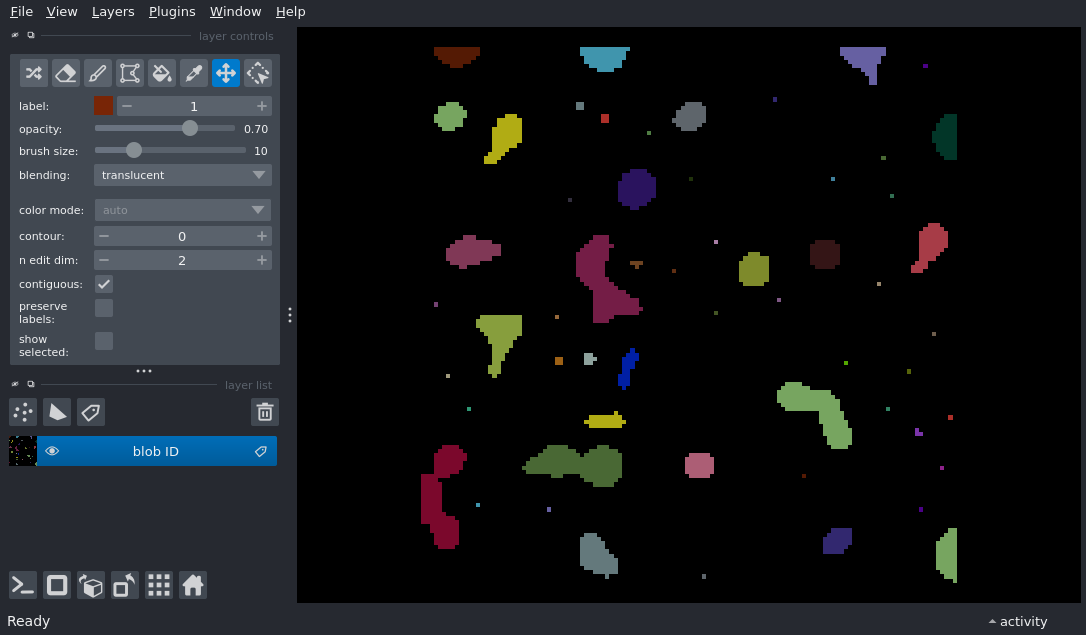 File View Layers Plugins Window Help
layer controls
label: 1
opacity: 0.70
brush size: 10
blending: translucent
color mode: auto
contour: 0
n edit dim: 2
contiguous:
preserve
labels:
show
selected:
layer list
blob ID
Ready activity